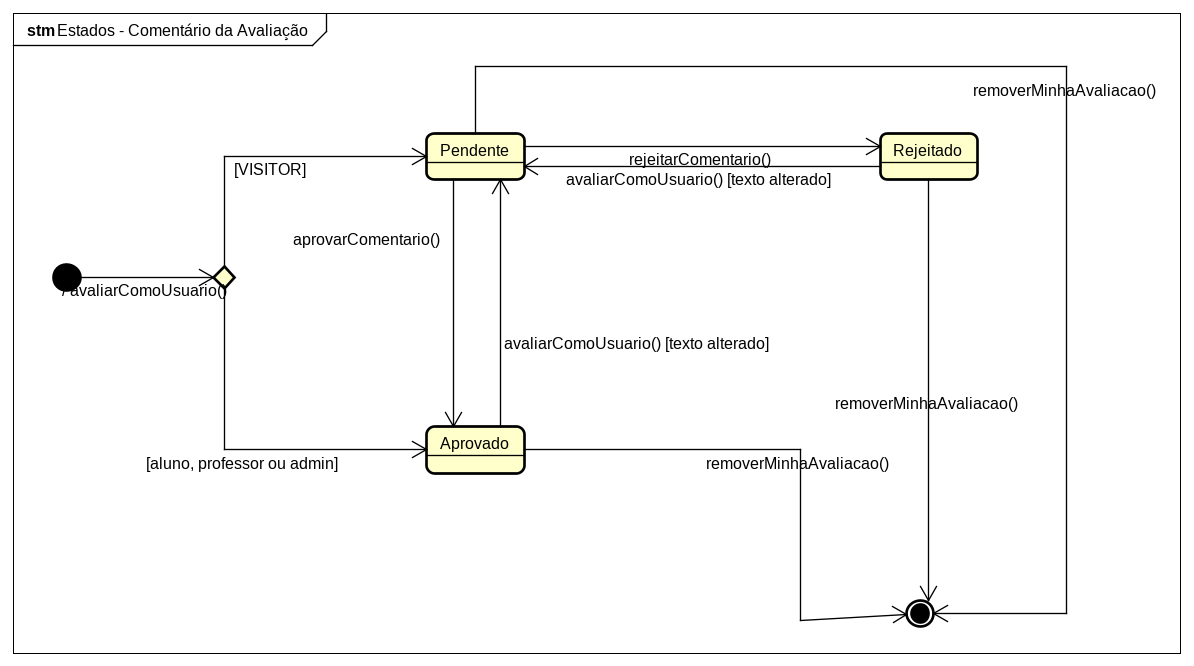 stm Estados - Comentário da Avaliação
removerMinhaAvaliacao()
Pendente
Rejeitado
rejeitarComentario()
[VISITOR]
avaliarComoUsuario() [texto alterado]
aprovarComentario()
/ avaliarComoUsuario()
avaliarComoUsuario() [texto alterado]
removerMinhaAvaliacao()
Aprovado
[aluno, professor ou admin]
removerMinhaAvaliacao()